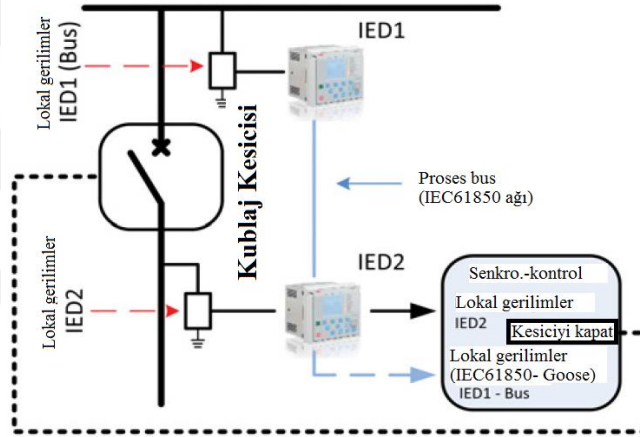 IED1
Lokal gerilimler
IED1 (Bus)
Kublaj Kesicisi
Proses bus
(IEC61850 ağı)
IED2
Lokal gerilimler
IED2
Senkro.-kontrol
Lokal gerilimler
IED2
Kesiciyi kapat
Lokal gerilimler
(IEC61850- Goose)
IED1 - Bus